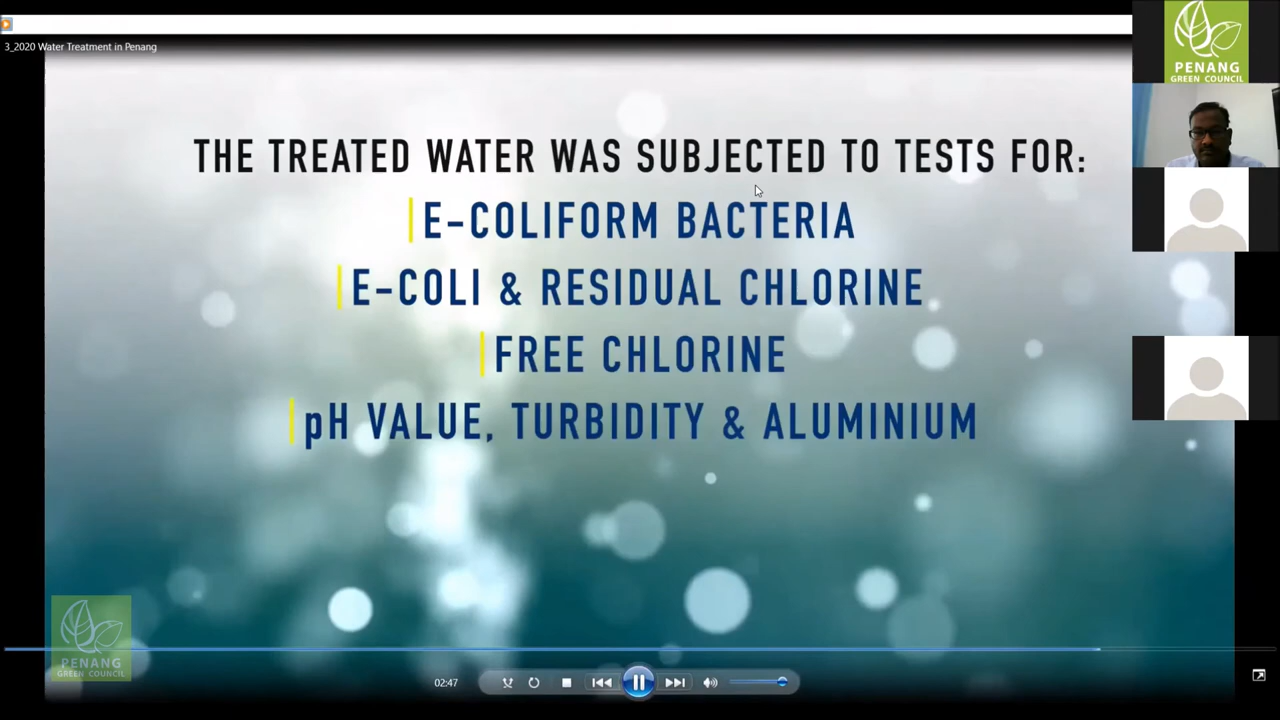 3_2020 Water Treatment in Penang
PENANG
GREEN COUNCIL
THE TREATED WATER WAS SUBJECTED TO TESTS FOR:
E-COLIFORM BACTERIA
E-COLI & RESIDUAL CHLORINE
FREE CHLORINE
pH VALUE, TURBIDITY & ALUMINIUM
PENANG
GREEN COUNCIL
02:47